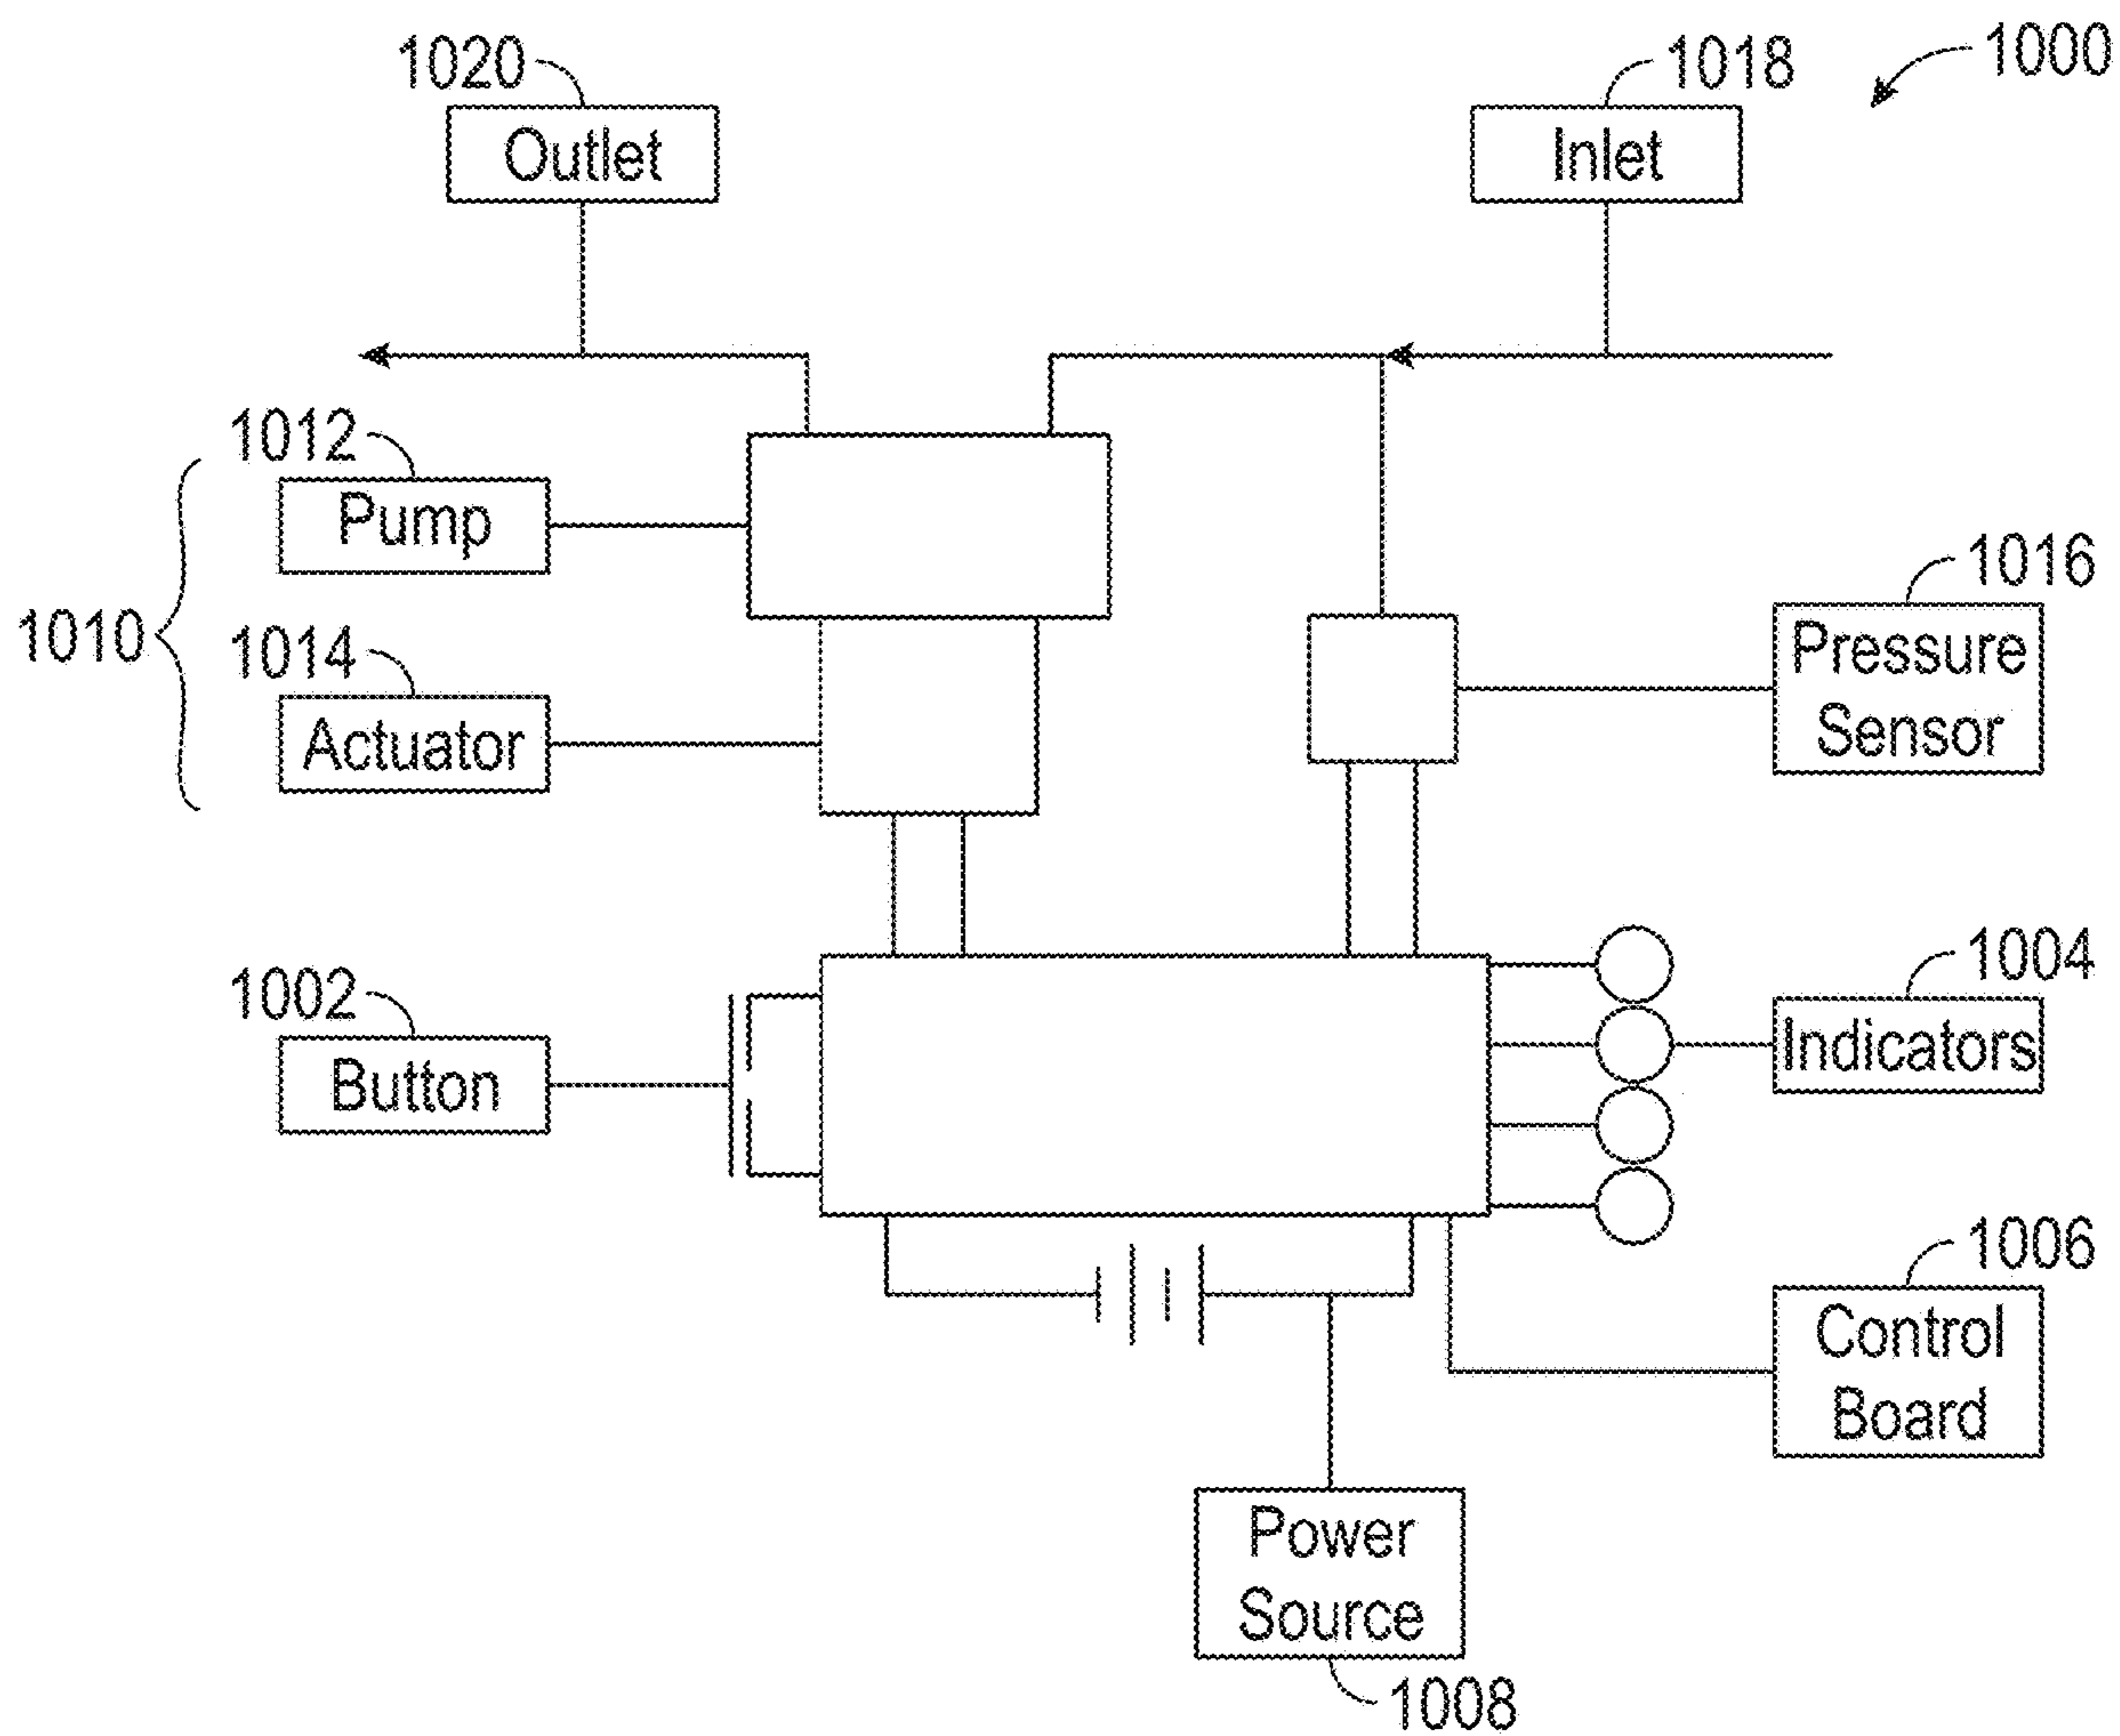 1020
1018
1000
Outlet
Inlet
1012
Pump
1016
1010
1014
Pressure
Sensor
Actuator
1002
1004
Button
Indicators
1006
Control
Board
Power
Source
1008